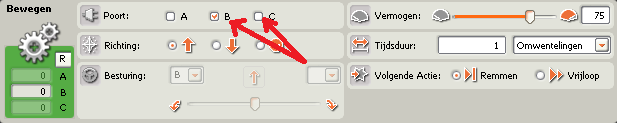 Bewegen
R
0 A
0 B
0 C
Poort: A B C
Richting:
Besturing: B
Vermogen: 75
Tijdsduur: 1 Omwentelingen
Volgende Actie: Remmen Vrijloop